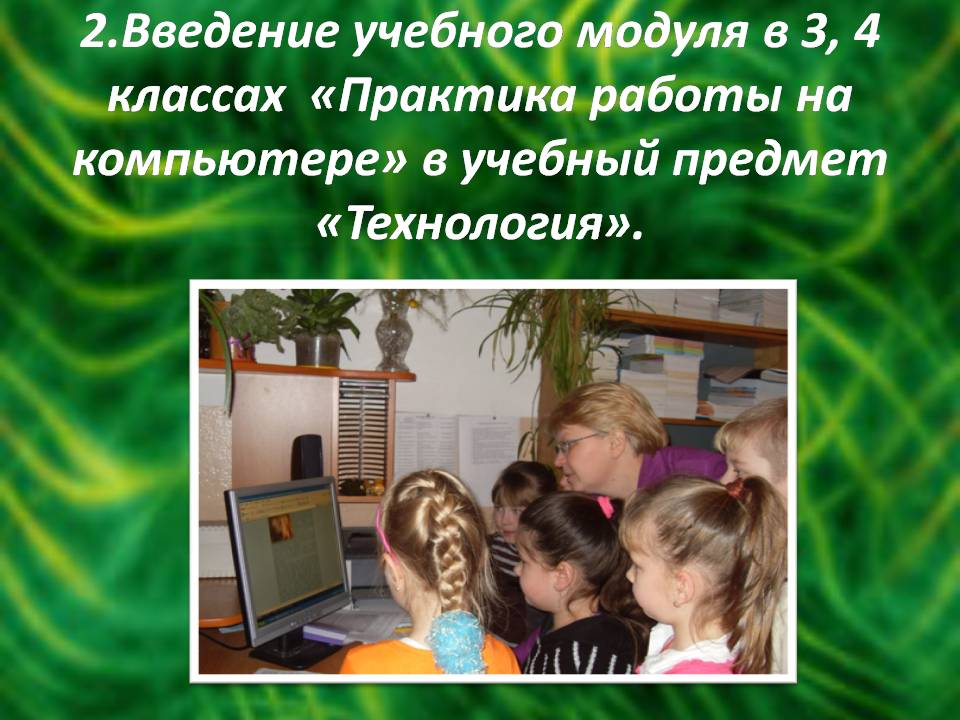 2.Введение учебного модуля в 3, 4
классах «Практика работы на
компьютере» в учебный предмет
«Технология».